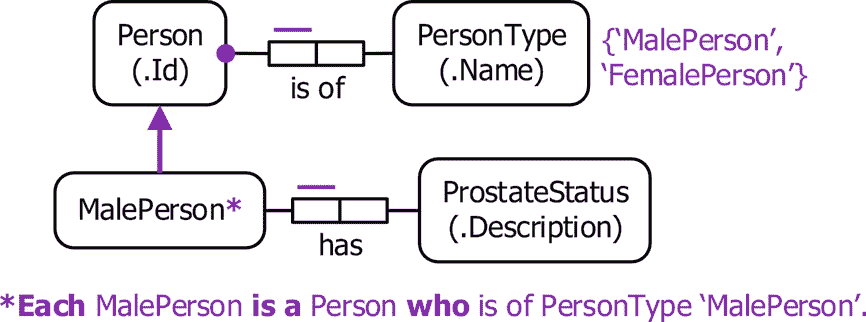 Person
(.Id)
is of
PersonType
(.Name)
{‘MalePerson’,
‘FemalePerson’}
MalePerson*
has
ProstateStatus
(.Description)
*Each MalePerson is a Person who is of PersonType ‘MalePerson’.